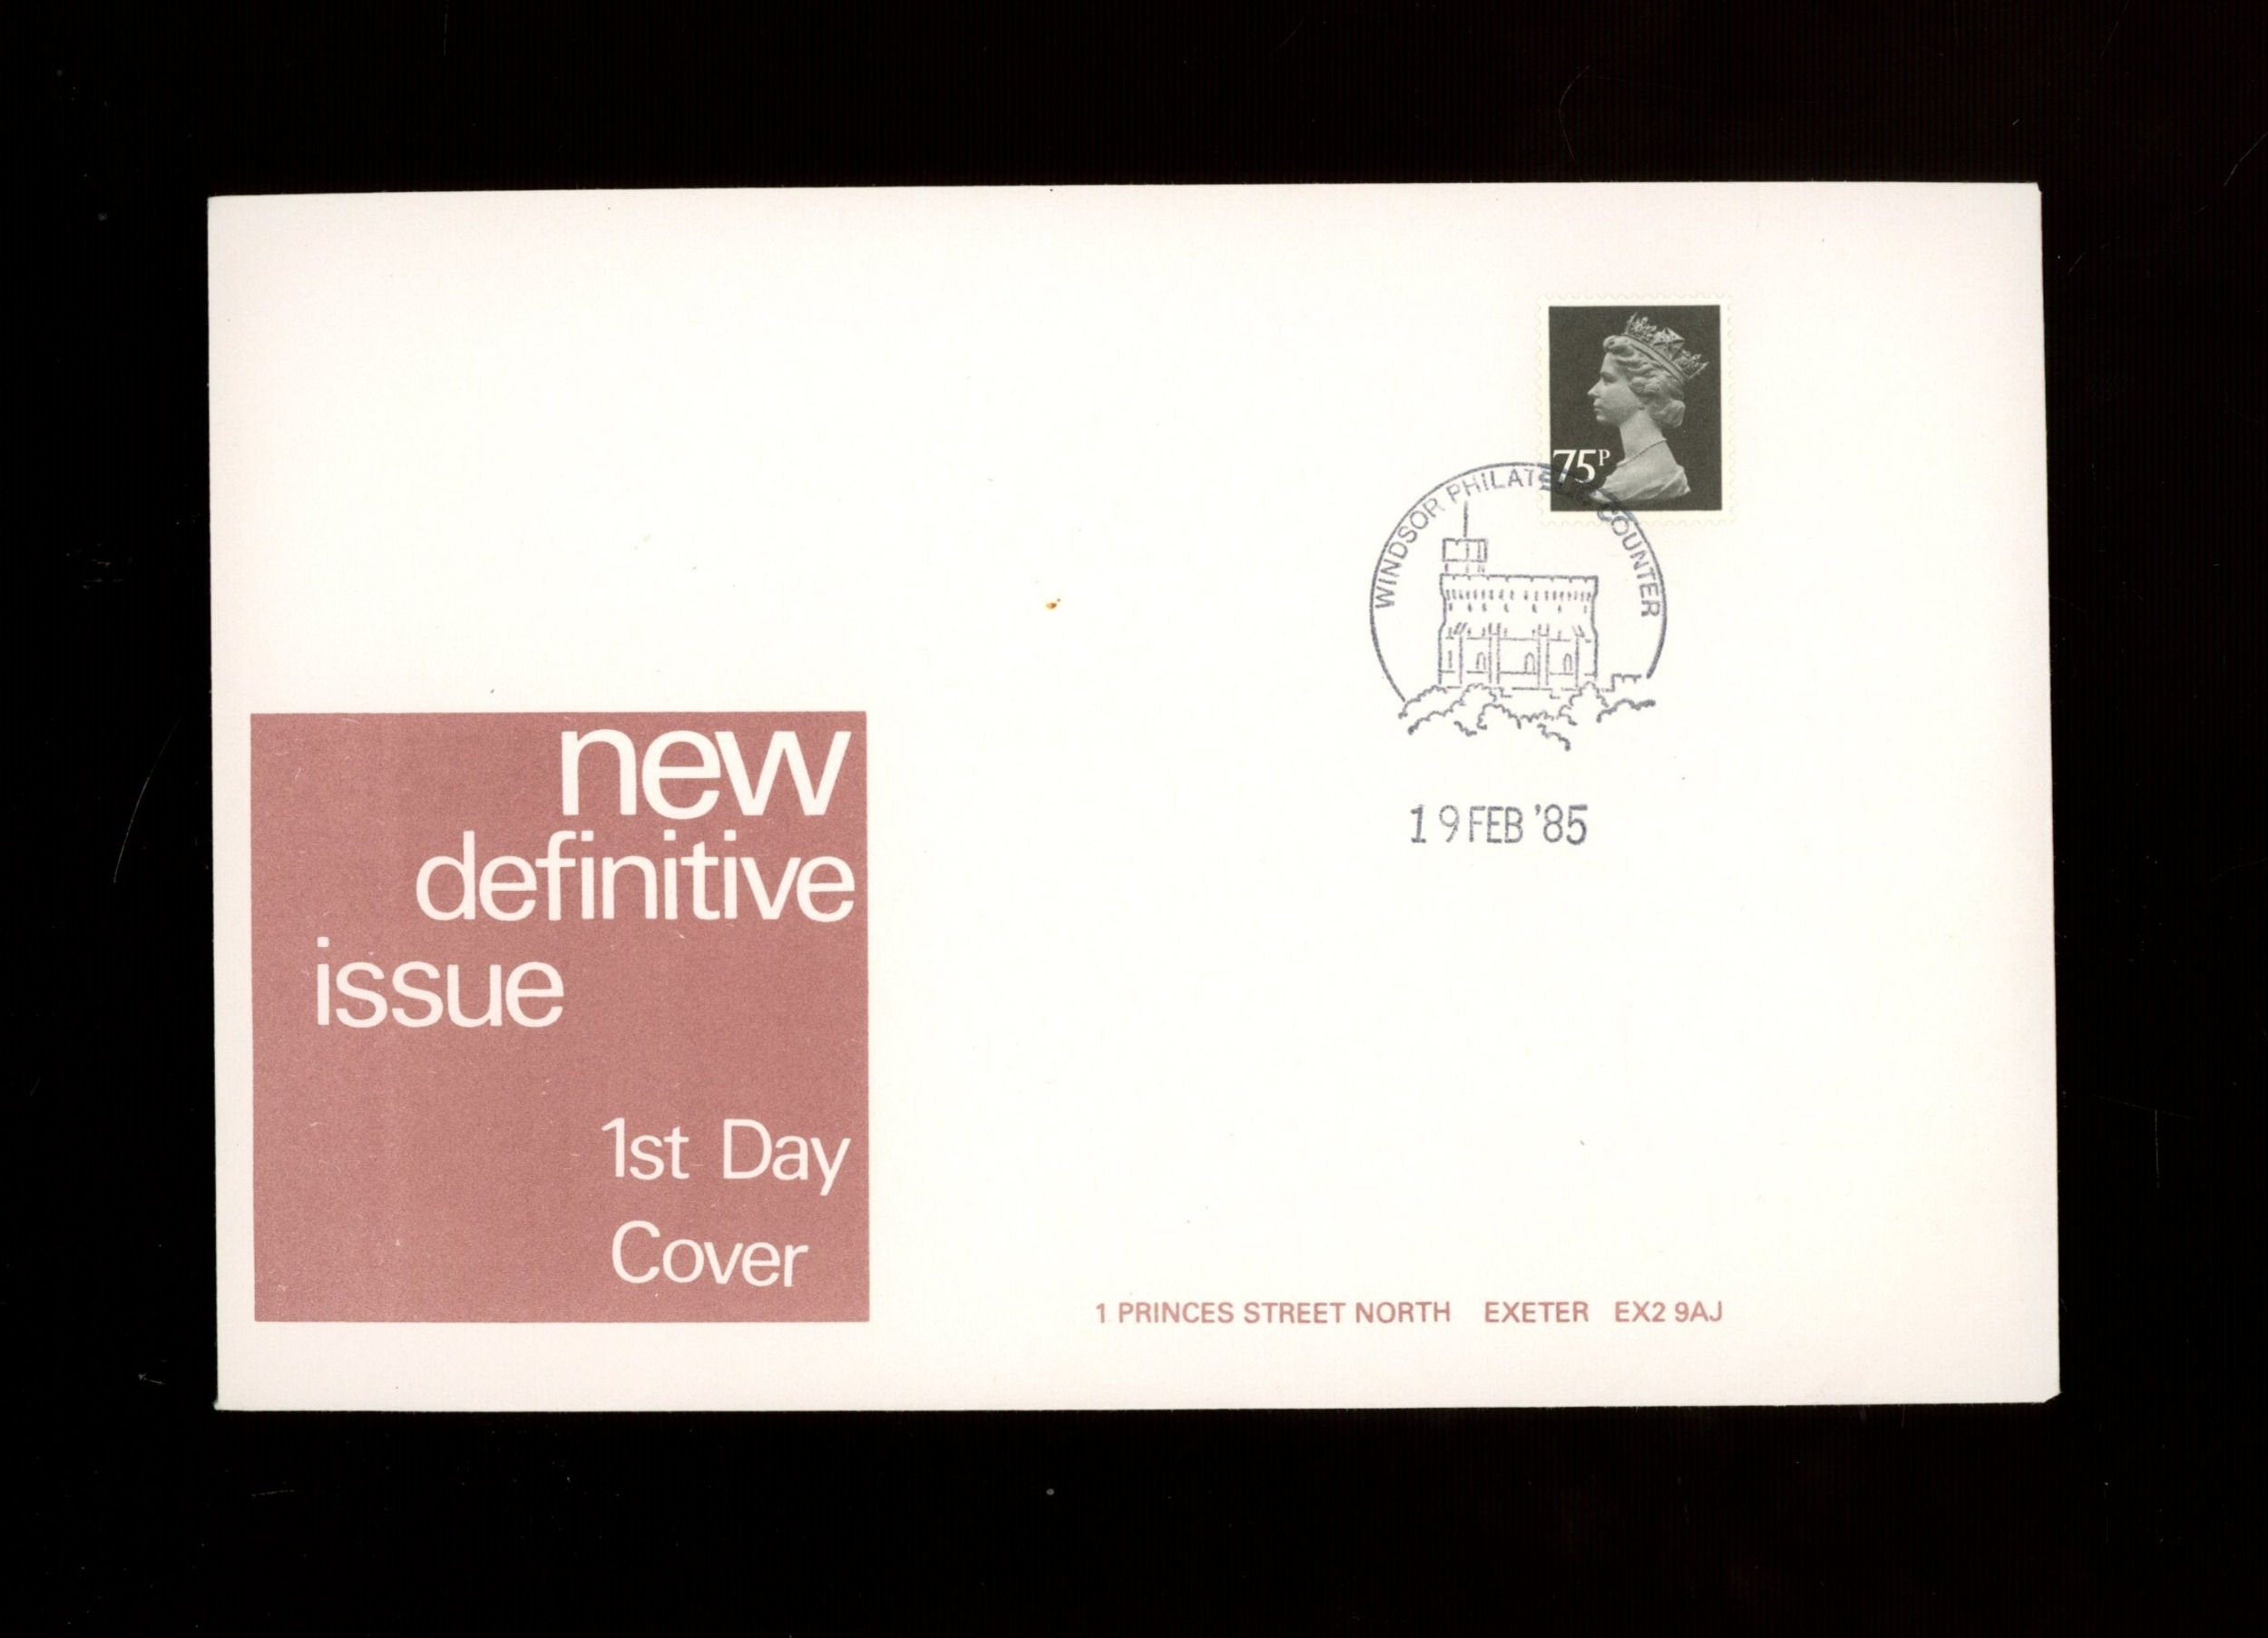 75P
WINDSOR PHILATELIC COUNTER
19 FEB '85
new
definitive
issue
1st Day
Cover
1 PRINCES STREET NORTH EXETER EX2 9AJ